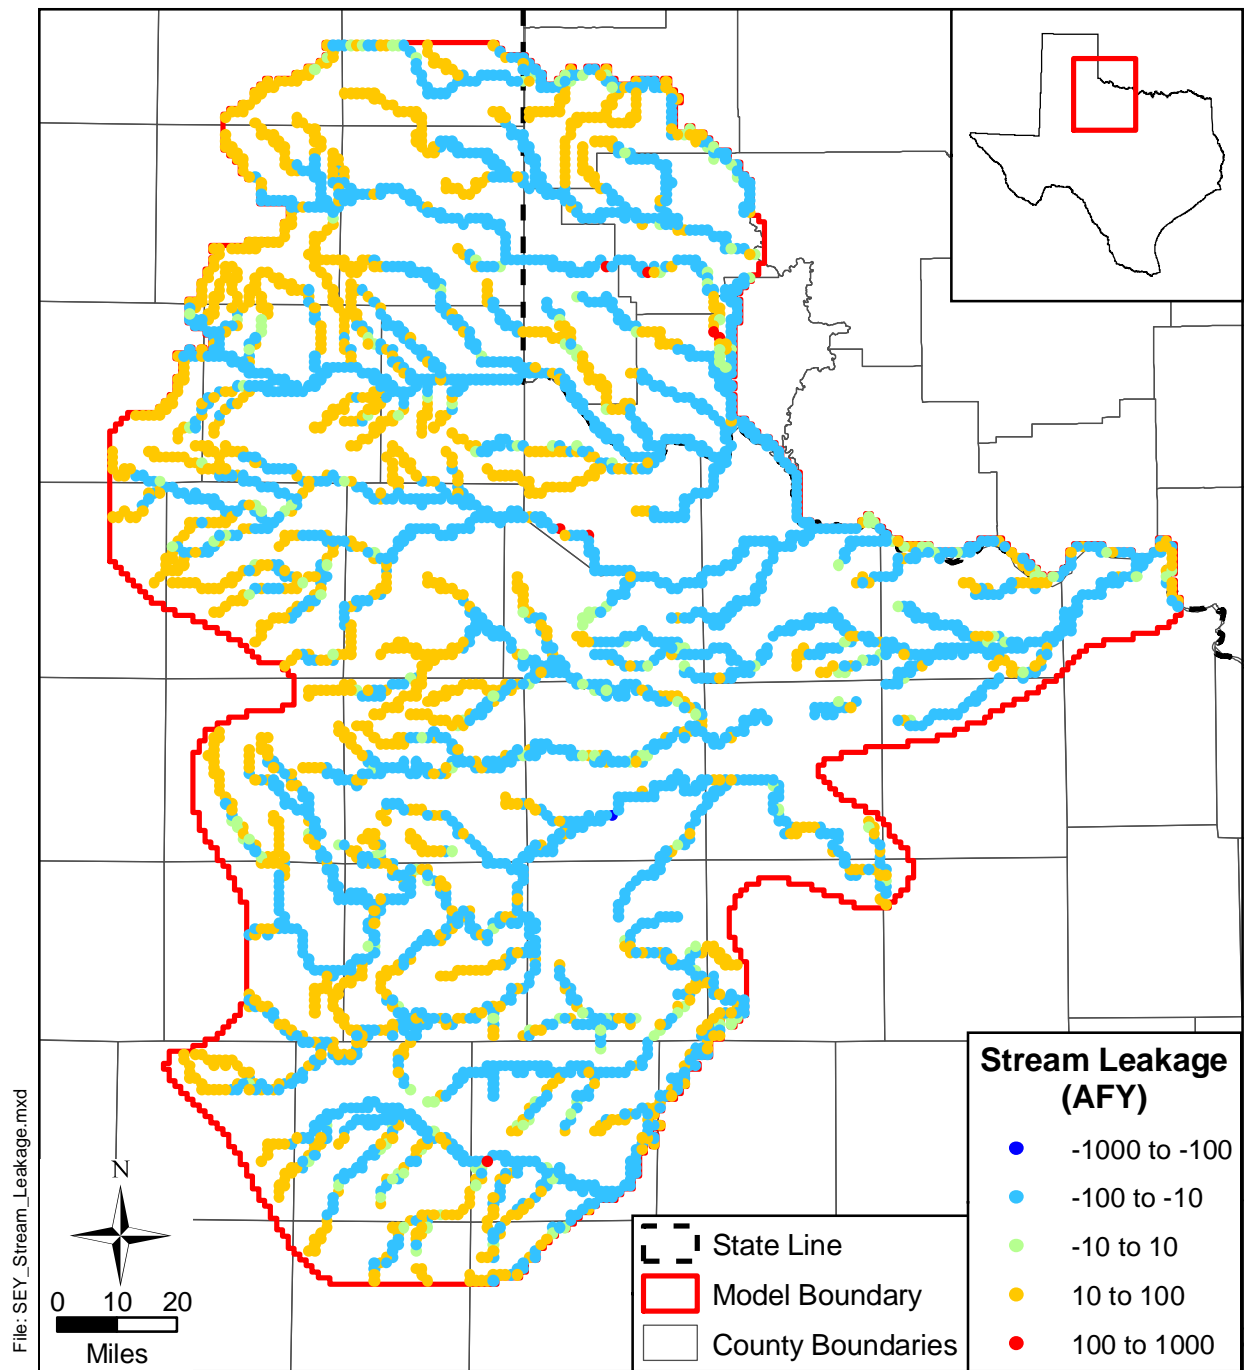 Stream Leakage
(AFY)
-1000 to -100
-100 to -10
-10 to 10
10 to 100
100 to 1000
State Line
Model Boundary
County Boundaries
N
0 10 20
Miles
File: SEY_Stream_Leakage.mxd